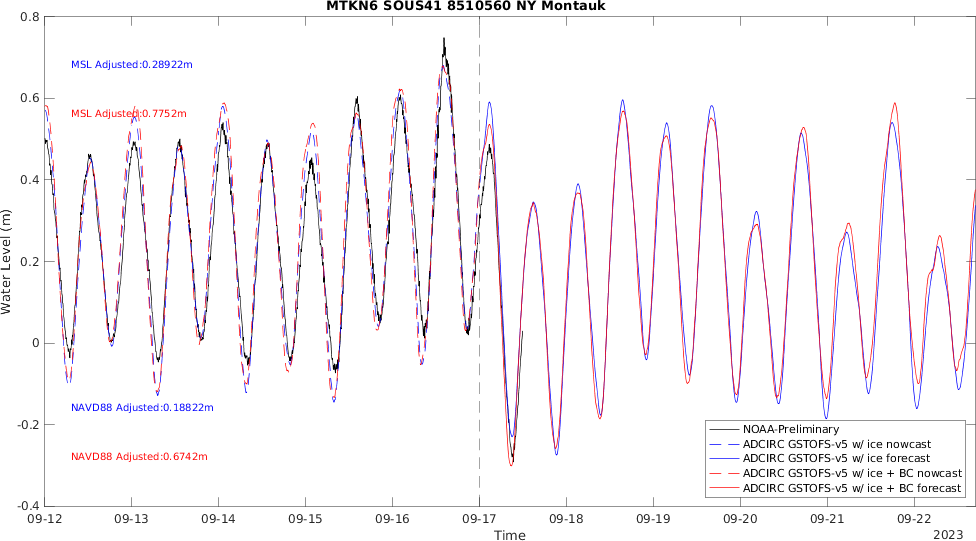 MTKN6 SOUS41 8510560 NY Montauk
0.8
0.6
0.4
0.2
0
-0.2
-0.4
Water Level (m)
MSL Adjusted:0.28922m
MSL Adjusted:0.7752m
NAVD88 Adjusted:0.18822m
NAVD88 Adjusted:0.6742m
NOAA-Preliminary
ADCIRC GSTOFS-v5 w/ ice nowcast
ADCIRC GSTOFS-v5 w/ ice forecast
ADCIRC GSTOFS-v5 w/ ice + BC nowcast
ADCIRC GSTOFS-v5 w/ ice + BC forecast
09-12 09-13 09-14 09-15 09-16 09-17 09-18 09-19 09-20 09-21 09-22
Time
2023